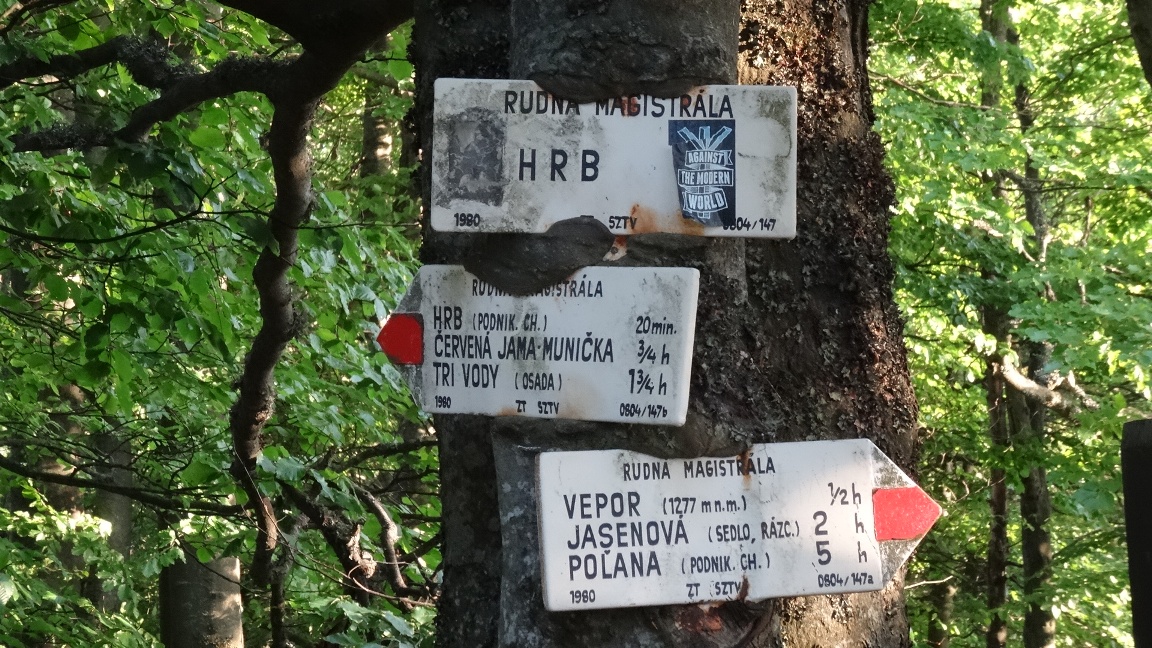 RUDNÁ MAGISTRÁLA
HRB
AGAINST
THE MODERN
WORLD
1980 SZTV 0804/147
RUDNÁ MAGISTRÁLA
HRB (PODNIK. CH.) 20 min.
ČERVENÁ JAMA-MUNIČKA 3/4 h
TRI VODY (OSADA) 1 3/4 h
1980 ZT SZTV 0804/147b
RUDNÁ MAGISTRÁLA
VEPOR (1277 m n.m.) 1/2 h
JASENOVÁ (SEDLO, RÁZC.) 2 h
POĽANA (PODNIK. CH.) 5 h
1980 ZT SZTV 0804/147a